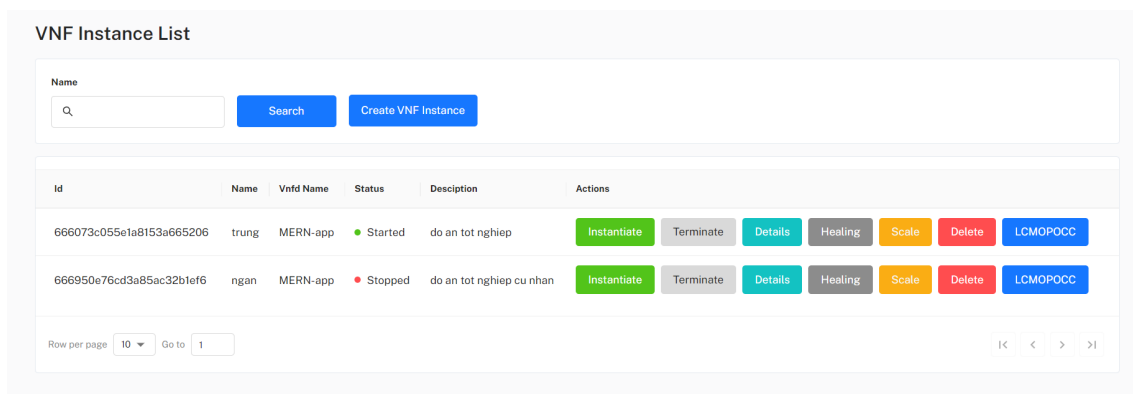 VNF Instance List
Name
Search Create VNF Instance
Id Name Vnfd Name Status Desciption Actions
666073c055e1a8153a665206 trung MERN-app Started do an tot nghiep Instantiate Terminate Details Healing Scale Delete LCMOPOCC
666950e76cd3a85ac32b1ef6 ngan MERN-app Stopped do an tot nghiep cu nhan Instantiate Terminate Details Healing Scale Delete LCMOPOCC
Row per page 10 Go to 1